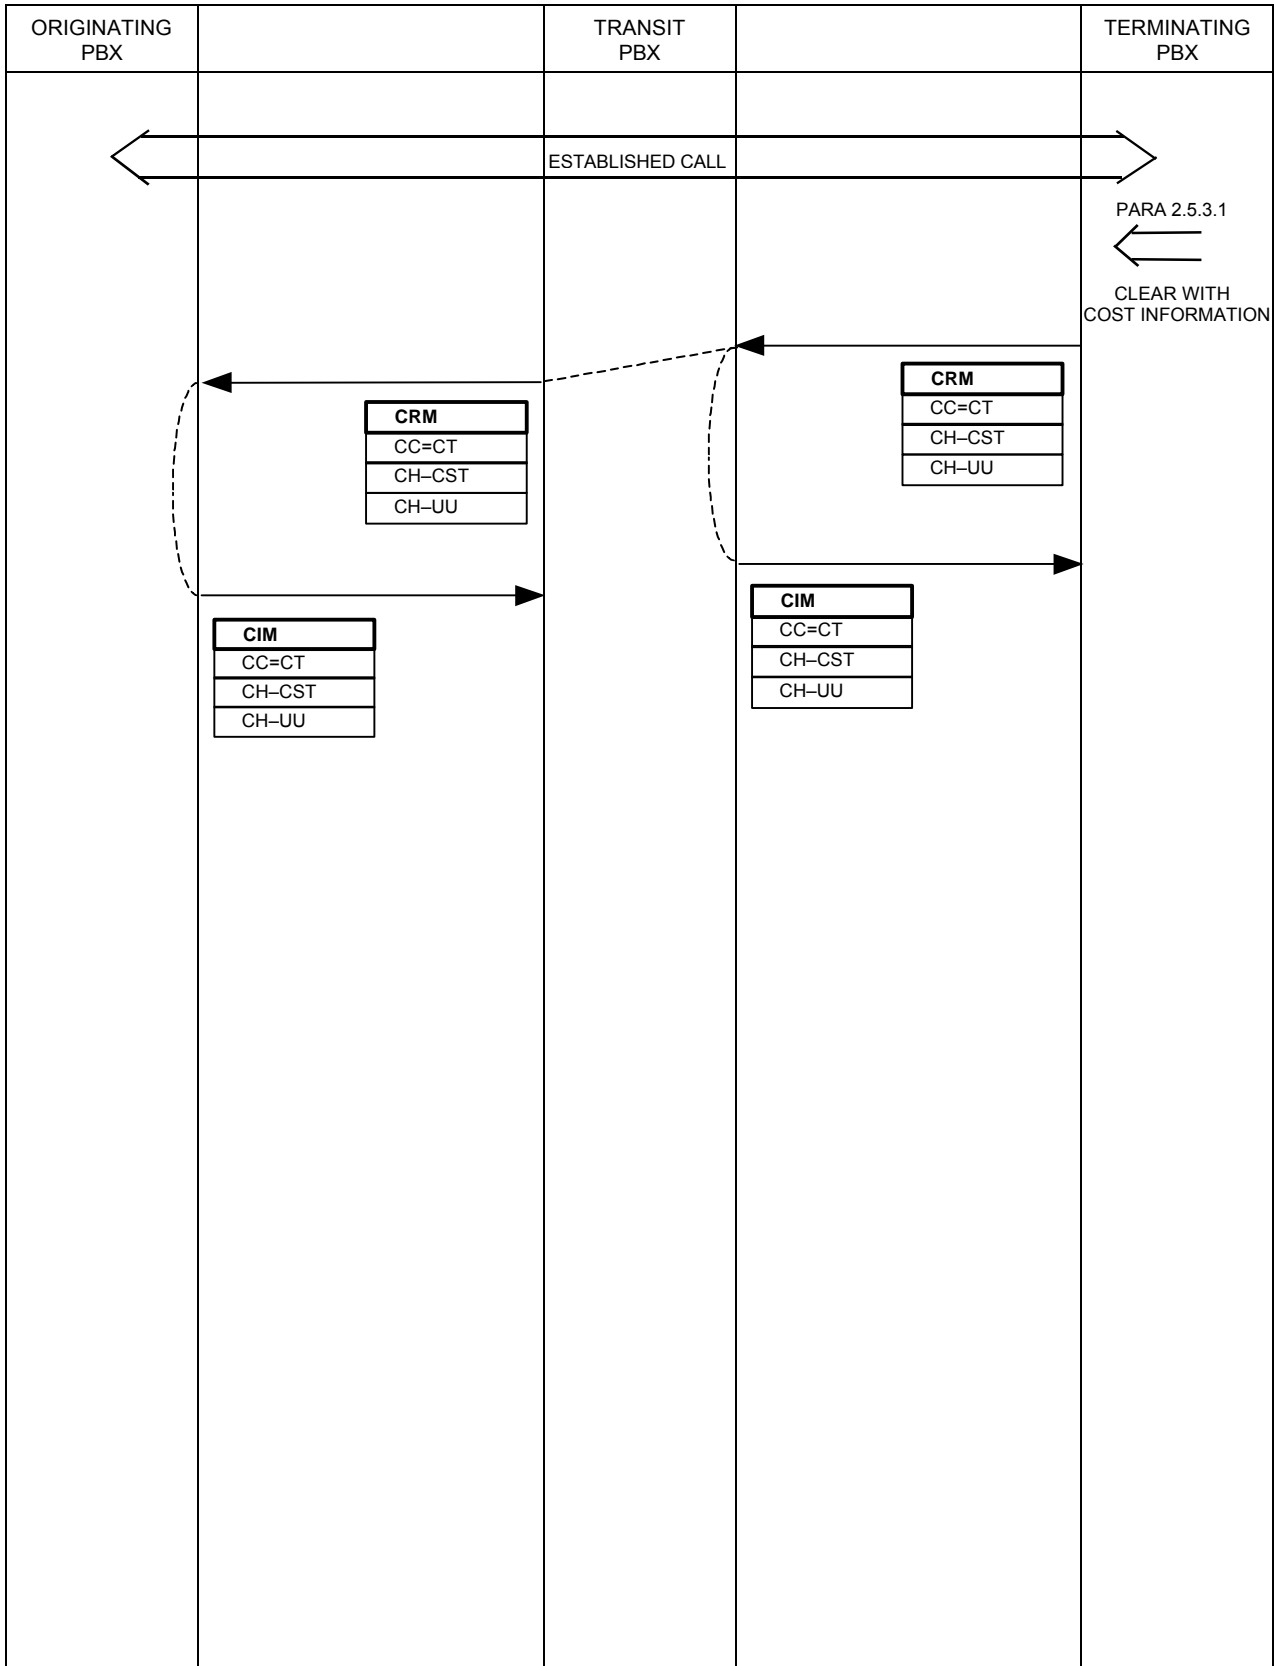 ORIGINATING
PBX
TRANSIT
PBX
TERMINATING
PBX
ESTABLISHED CALL
PARA 2.5.3.1
CLEAR WITH
COST INFORMATION
CRM
CC=CT
CH–CST
CH–UU
CRM
CC=CT
CH–CST
CH–UU
CIM
CC=CT
CH–CST
CH–UU
CIM
CC=CT
CH–CST
CH–UU